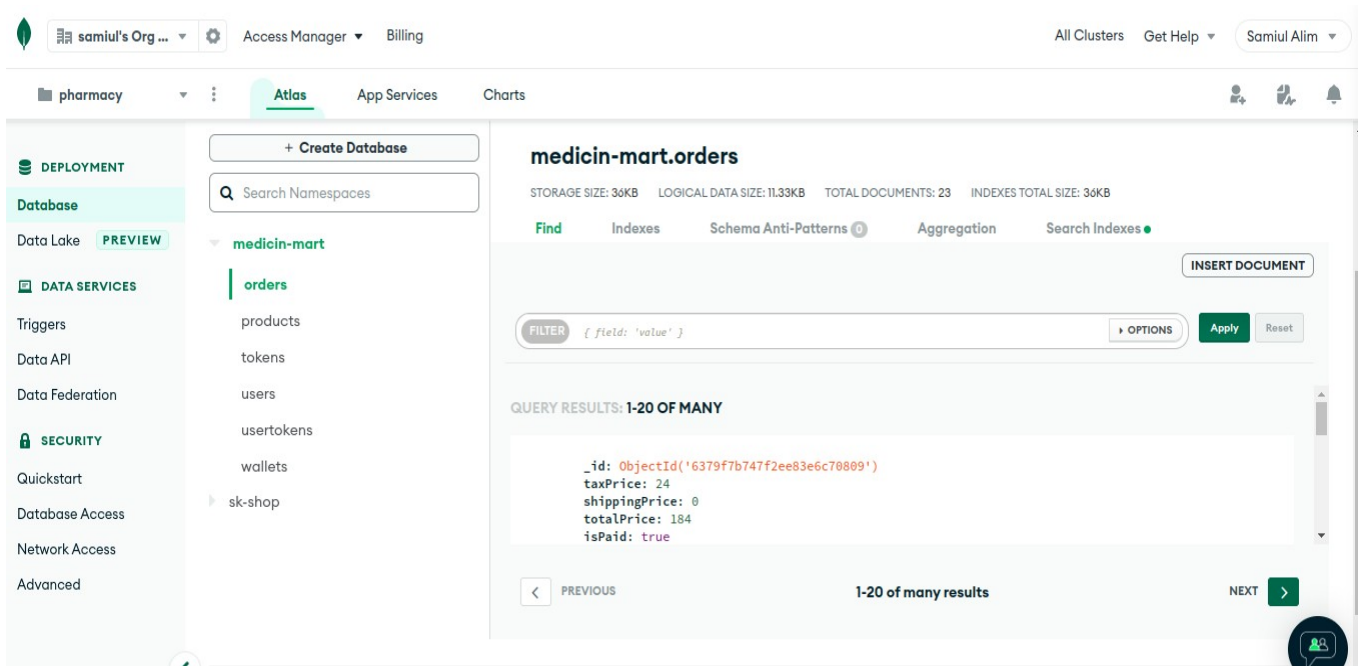 samiul's Org ... Access Manager Billing All Clusters Get Help Samiul Alim
pharmacy Atlas App Services Charts
DEPLOYMENT
Database
Data Lake PREVIEW
DATA SERVICES
Triggers
Data API
Data Federation
SECURITY
Quickstart
Database Access
Network Access
Advanced
+ Create Database
Search Namespaces
medicin-mart
orders
products
tokens
users
usertokens
wallets
sk-shop
medicin-mart.orders
STORAGE SIZE: 36KB LOGICAL DATA SIZE: 11.33KB TOTAL DOCUMENTS: 23 INDEXES TOTAL SIZE: 36KB
Find Indexes Schema Anti-Patterns 0 Aggregation Search Indexes
INSERT DOCUMENT
FILTER { field: 'value' } OPTIONS Apply Reset
QUERY RESULTS: 1-20 OF MANY
_id: ObjectId('6379f7b747f2ee83e6c70809')
taxPrice: 24
shippingPrice: 0
totalPrice: 184
isPaid: true
PREVIOUS 1-20 of many results NEXT